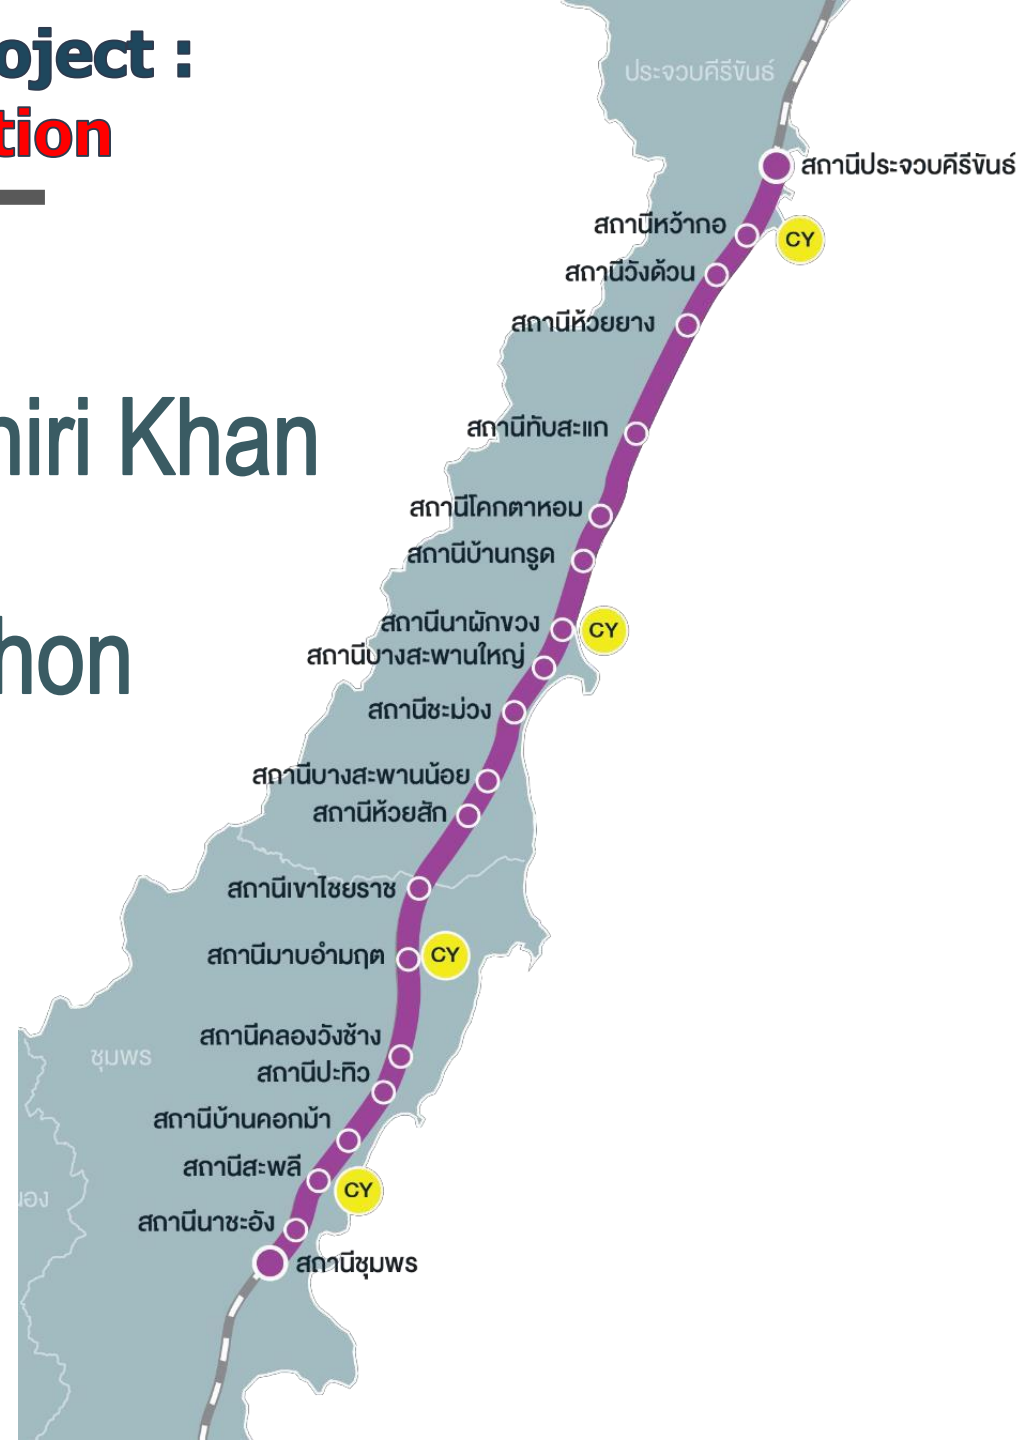 oject :
tion
ประจวบคีรีขันธ์
สถานีประจวบคีรีขันธ์
สถานีหว้ากอ
CY
สถานีวังด้วน
สถานีห้วยยาง
niri Khan
สถานีทับสะแก
สถานีโคกตาหอม
สถานีบ้านกรูด
สถานีนาผักขวง
CY
hon
สถานีบางสะพานใหญ่
สถานีชะม่วง
สถานีบางสะพานน้อย
สถานีห้วยสัก
สถานีเขาไชยราช
สถานีมาบอำมฤต
CY
สถานีคลองวังช้าง
ชุมพร
สถานีปะทิว
สถานีบ้านคอกม้า
สถานีสะพลี
CY
นอง
สถานีนาชะอัง
สถานีชุมพร